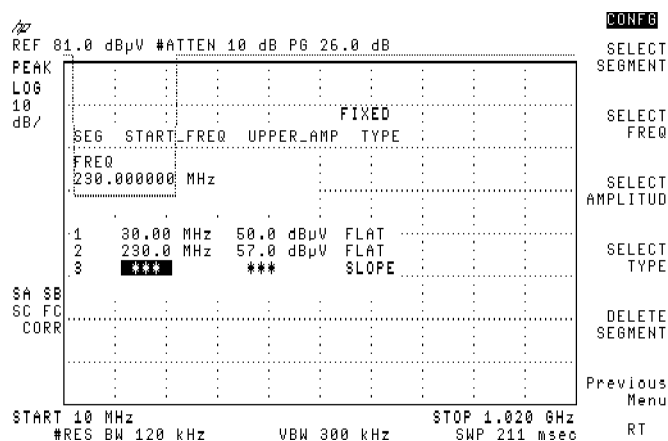 hp
CONFG
REF 81.0 dBµV #ATTEN 10 dB PG 26.0 dB
PEAK
LOG
10
dB/
FIXED
SEG START_FREQ UPPER_AMP TYPE
FREQ
230.000000 MHz
1 30.00 MHz 50.0 dBµV FLAT
2 230.0 MHz 57.0 dBµV FLAT
3 *** *** SLOPE
SA SB
SC FC
CORR
START 10 MHz STOP 1.020 GHz
#RES BW 120 kHz VBW 300 kHz SWP 211 msec
SELECT
SEGMENT
SELECT
FREQ
SELECT
AMPLITUD
SELECT
TYPE
DELETE
SEGMENT
Previous
Menu
RT